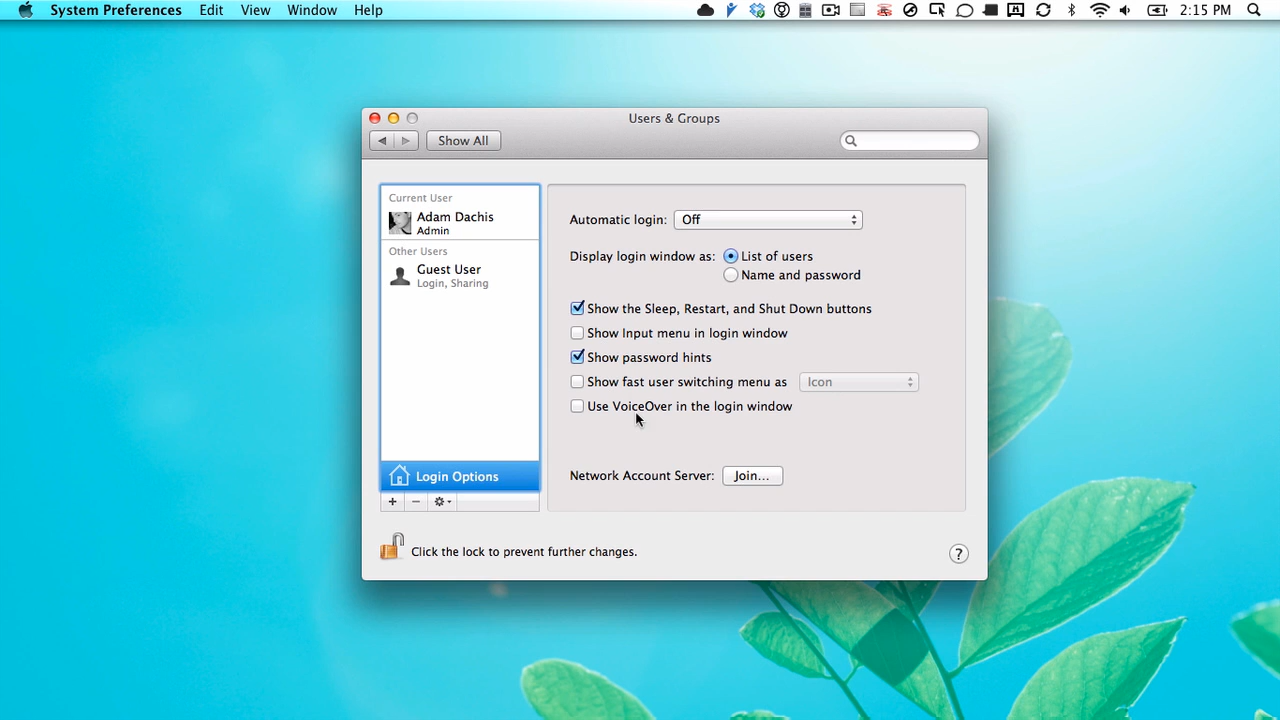 System Preferences Edit View Window Help 2:15 PM
Users & Groups
Show All
Current User
Adam Dachis
Admin
Other Users
Guest User
Login, Sharing
Login Options
Automatic login: Off
Display login window as: List of users
Name and password
Show the Sleep, Restart, and Shut Down buttons
Show Input menu in login window
Show password hints
Show fast user switching menu as Icon
Use VoiceOver in the login window
Network Account Server: Join...
Click the lock to prevent further changes.
?